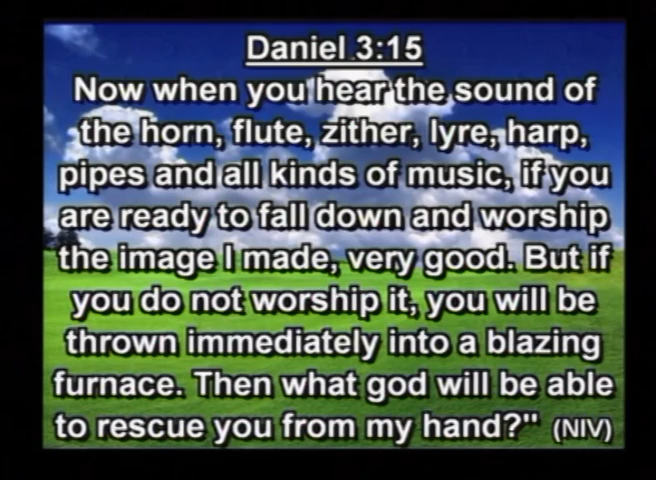 Daniel 3:15
Now when you hear the sound of
the horn, flute, zither, lyre, harp,
pipes and all kinds of music, if you
are ready to fall down and worship
the image I made, very good. But if
you do not worship it, you will be
thrown immediately into a blazing
furnace. Then what god will be able
to rescue you from my hand?" (NIV)